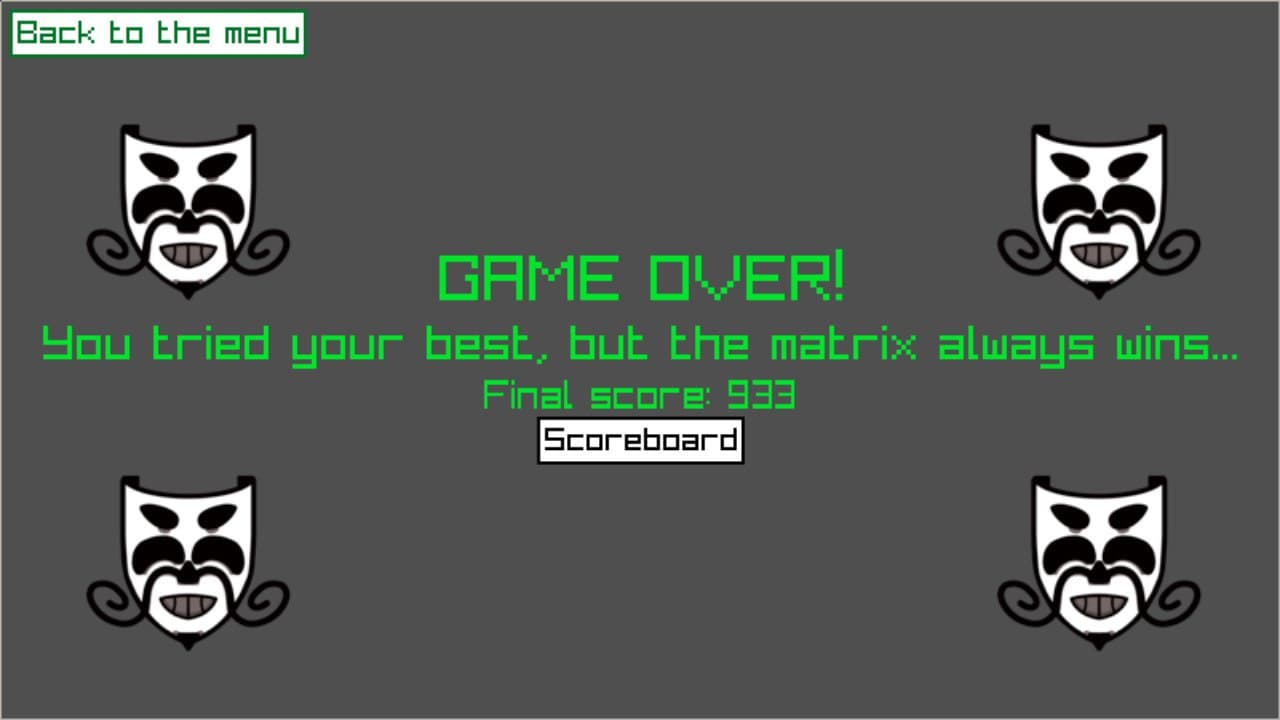 Back to the menu
GAME OVER!
You tried your best, but the matrix always wins...
Final score: 933
Scoreboard